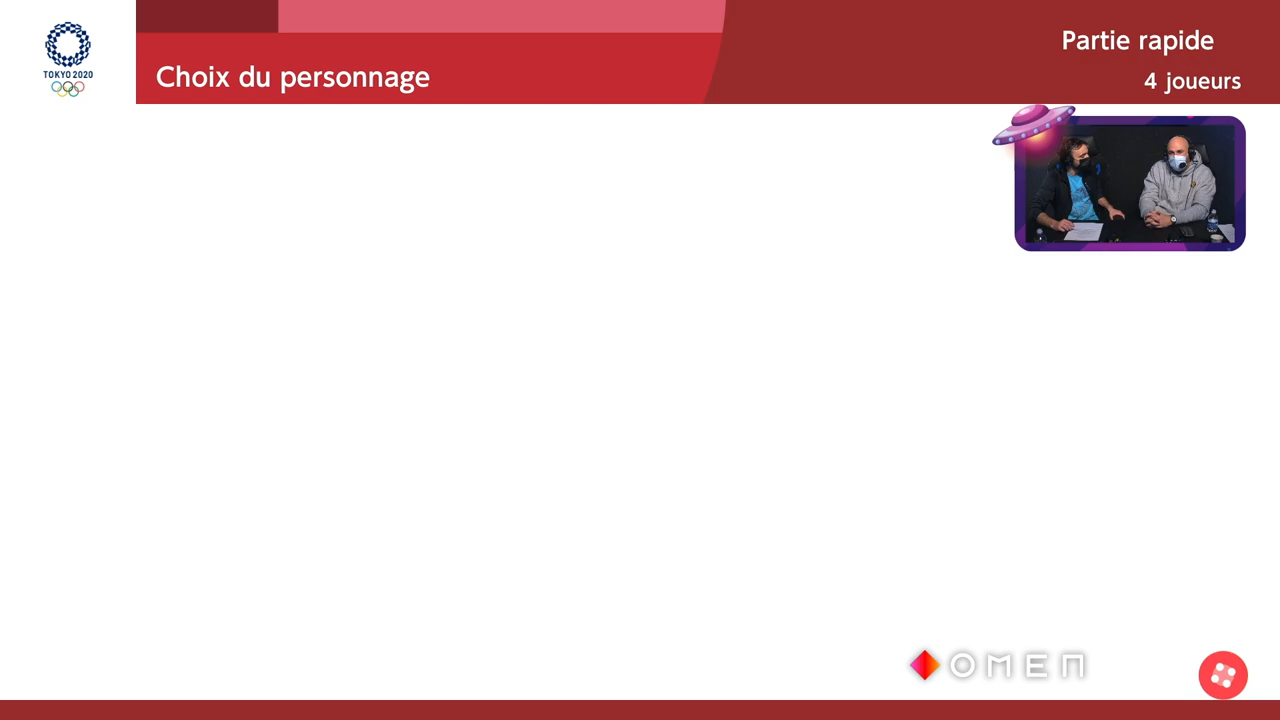 TOKYO 2020
Choix du personnage
Partie rapide
4 joueurs
OMEN